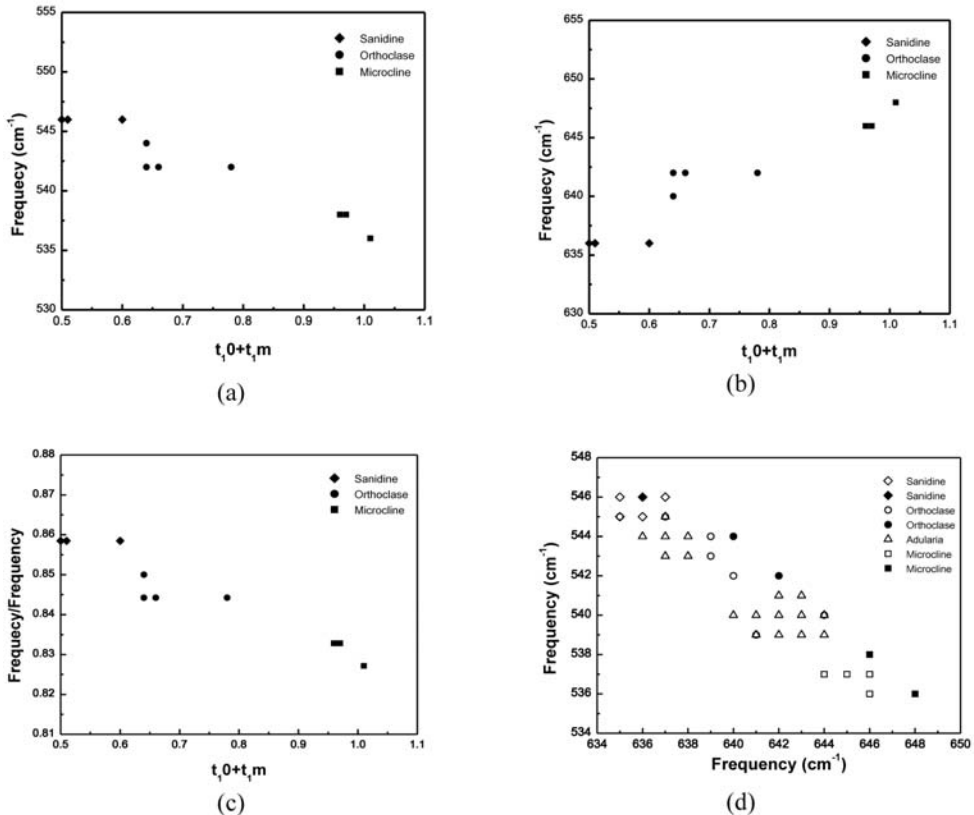 555
550
545
540
535
530
Frequecy (cm⁻¹)
Sanidine
Orthoclase
Microcline
0.5 0.6 0.7 0.8 0.9 1.0 1.1
t₁0+t₁m
(a)
655
650
645
640
635
630
Frequency (cm⁻¹)
Sanidine
Orthoclase
Microcline
0.5 0.6 0.7 0.8 0.9 1.0 1.1
t₁0+t₁m
(b)
0.88
0.87
0.86
0.85
0.84
0.83
0.82
0.81
Frequecy/Frequency
Sanidine
Orthoclase
Microcline
0.5 0.6 0.7 0.8 0.9 1.0 1.1
t₁0+t₁m
(c)
548
546
544
542
540
538
536
534
Frequency (cm⁻¹)
Sanidine
Sanidine
Orthoclase
Orthoclase
Adularia
Microcline
Microcline
634 636 638 640 642 644 646 648 650
Frequency (cm⁻¹)
(d)